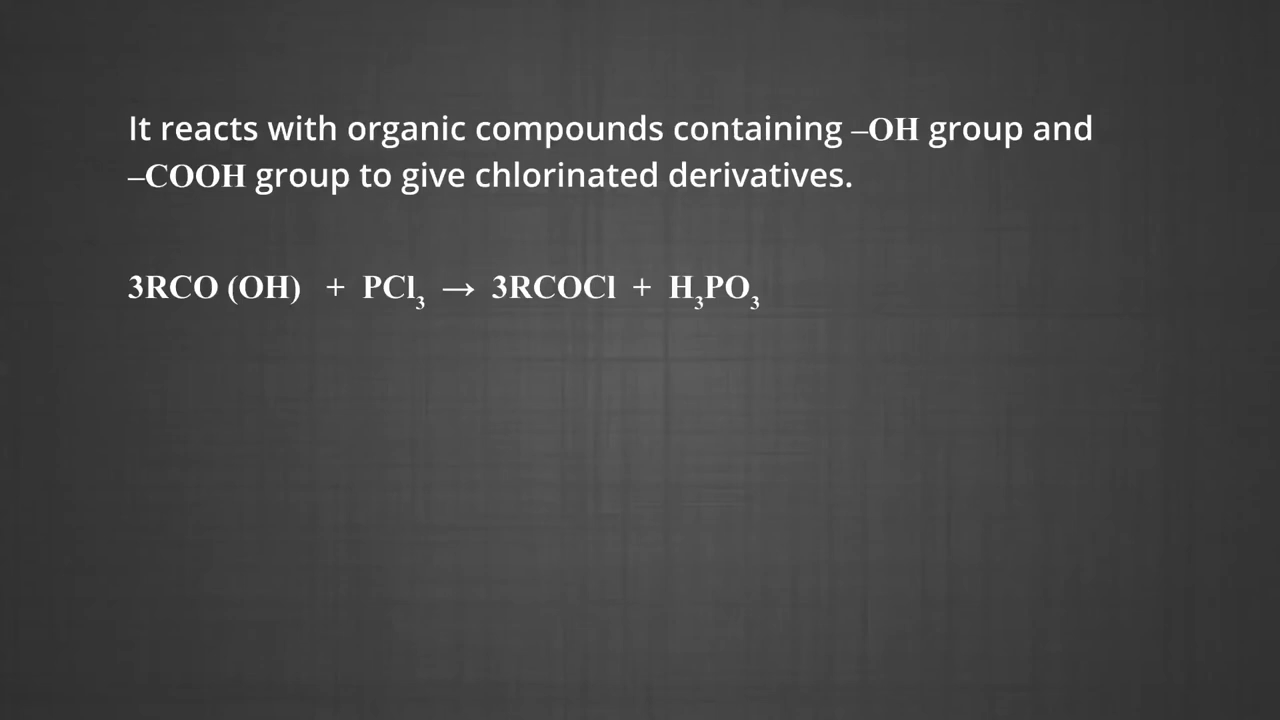 It reacts with organic compounds containing –OH group and
–COOH group to give chlorinated derivatives.
3RCO (OH) + PCl₃ → 3RCOCl + H₃PO₃